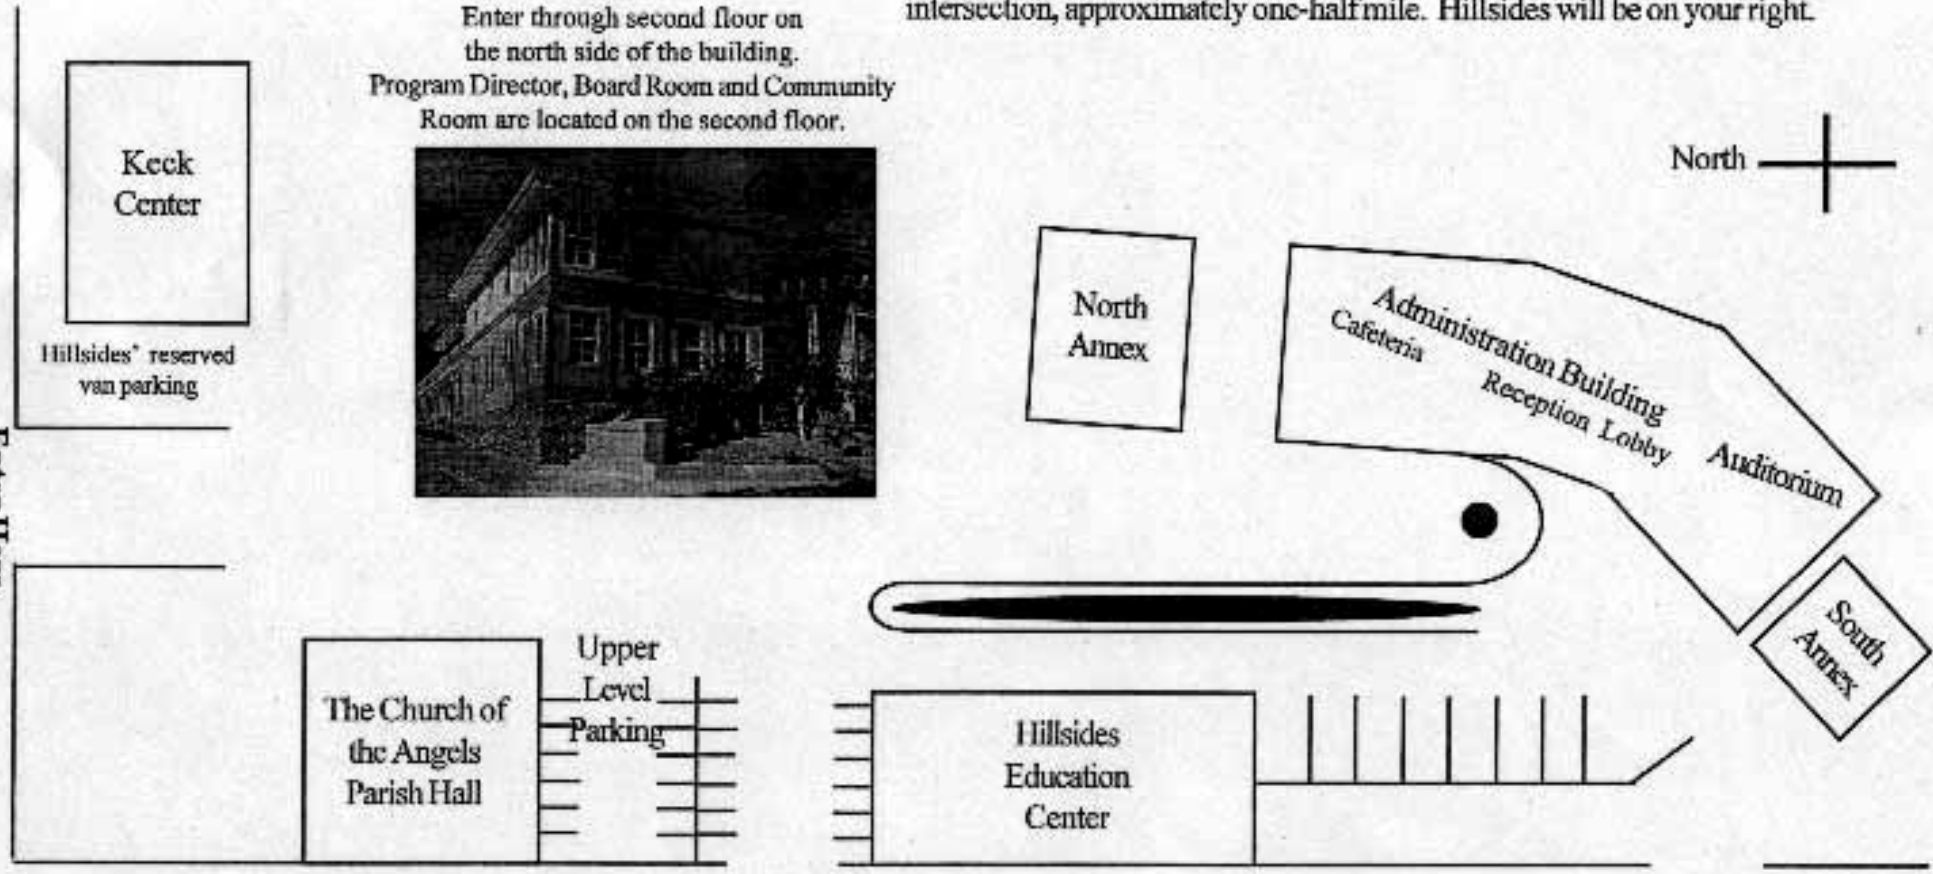 Enter through second floor on
the north side of the building.
Program Director, Board Room and Community
Room are located on the second floor.
intersection, approximately one-half mile. Hillsides will be on your right.
Keck
Center
Hillsides' reserved
van parking
North
North
Annex
Administration Building
Cafeteria
Reception Lobby
Auditorium
South
Annex
Upper
Level
Parking
The Church of
the Angels
Parish Hall
Hillsides
Education
Center